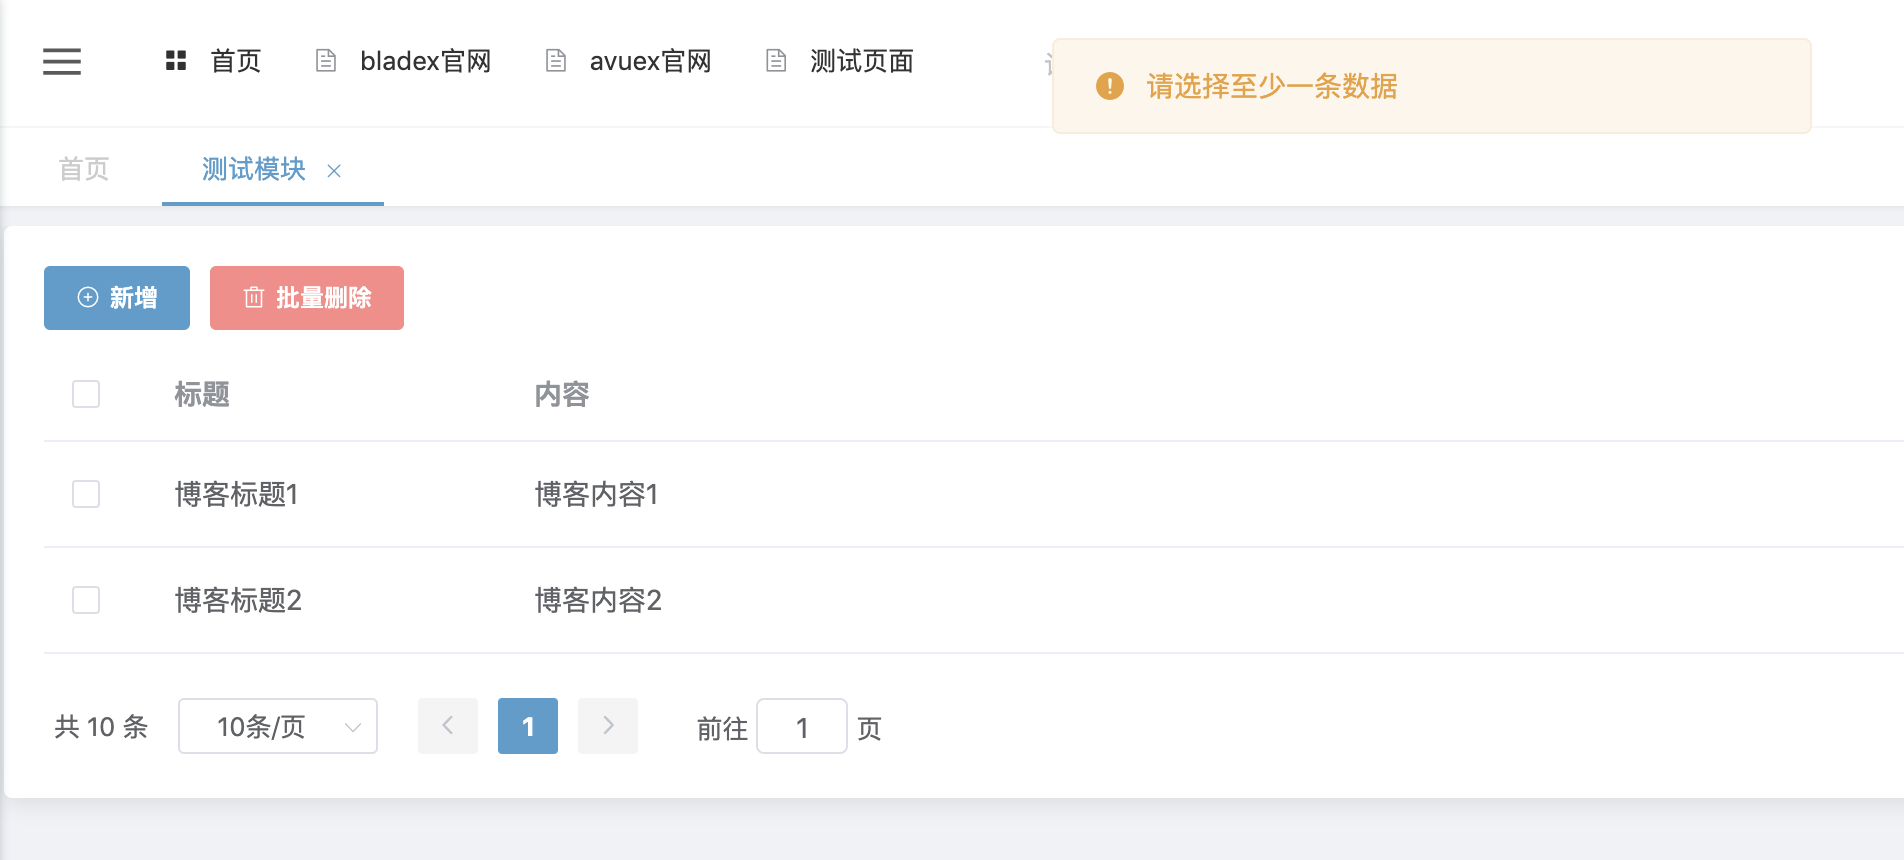 首页 bladex官网 avuex官网 测试页面
请选择至少一条数据
首页 测试模块
新增 批量删除
标题 内容
博客标题1 博客内容1
博客标题2 博客内容2
共 10 条 10条/页 1 前往 1 页